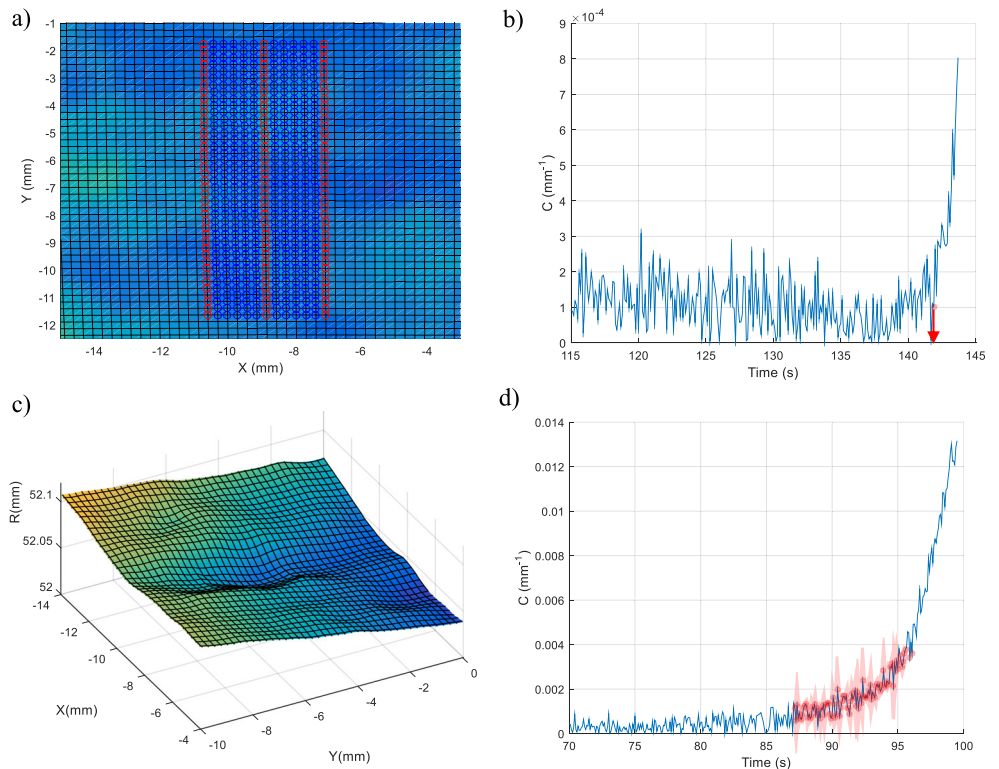 a)
-1
-2
-3
-4
-5
-6
-7
-8
-9
-10
-11
-12
Y (mm)
-14 -12 -10 -8 -6 -4
X (mm)
b)
×10⁻⁴
9
8
7
6
5
4
3
2
1
0
C (mm⁻¹)
115 120 125 130 135 140 145
Time (s)
c)
R(mm)
52.1
52.05
52
-14
-12
-10
-8
-6
-4
X(mm)
-10
-8
-6
-4
-2
0
Y(mm)
d)
0.014
0.012
0.01
0.008
0.006
0.004
0.002
0
C (mm⁻¹)
70 75 80 85 90 95 100
Time (s)